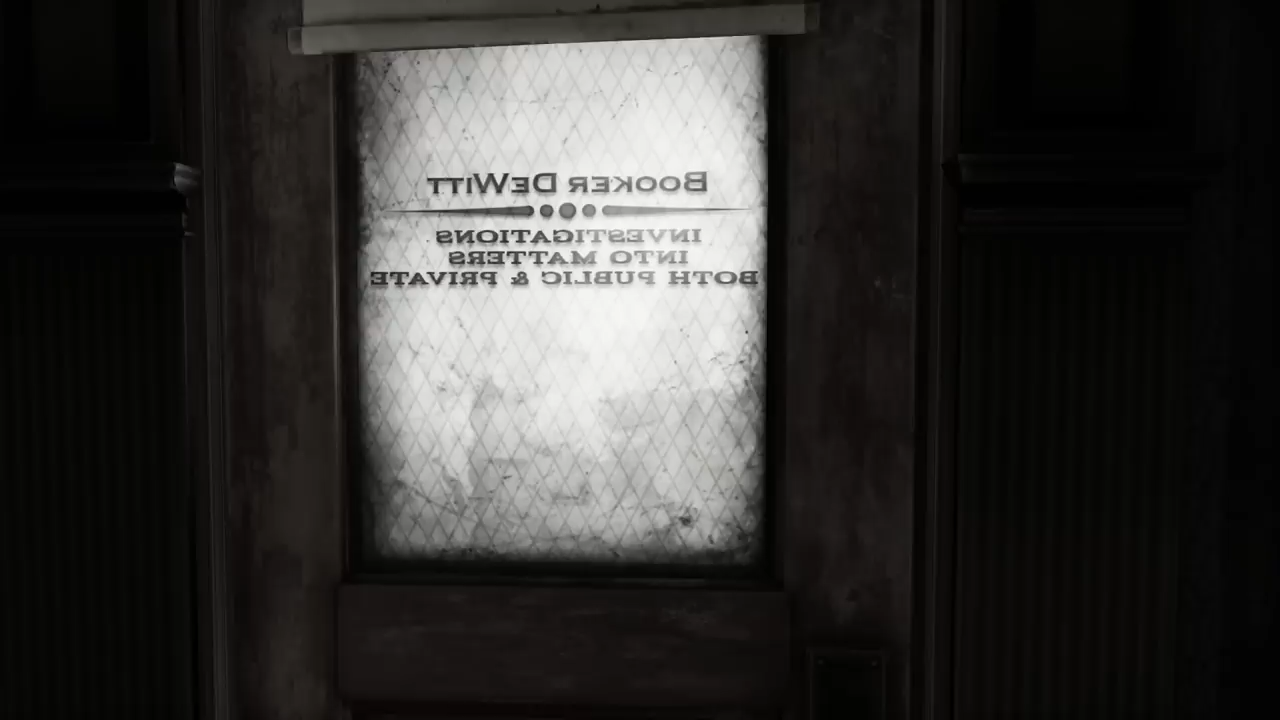 Booker DeWitt
INVESTIGATIONS
INTO MATTERS
BOTH PUBLIC & PRIVATE